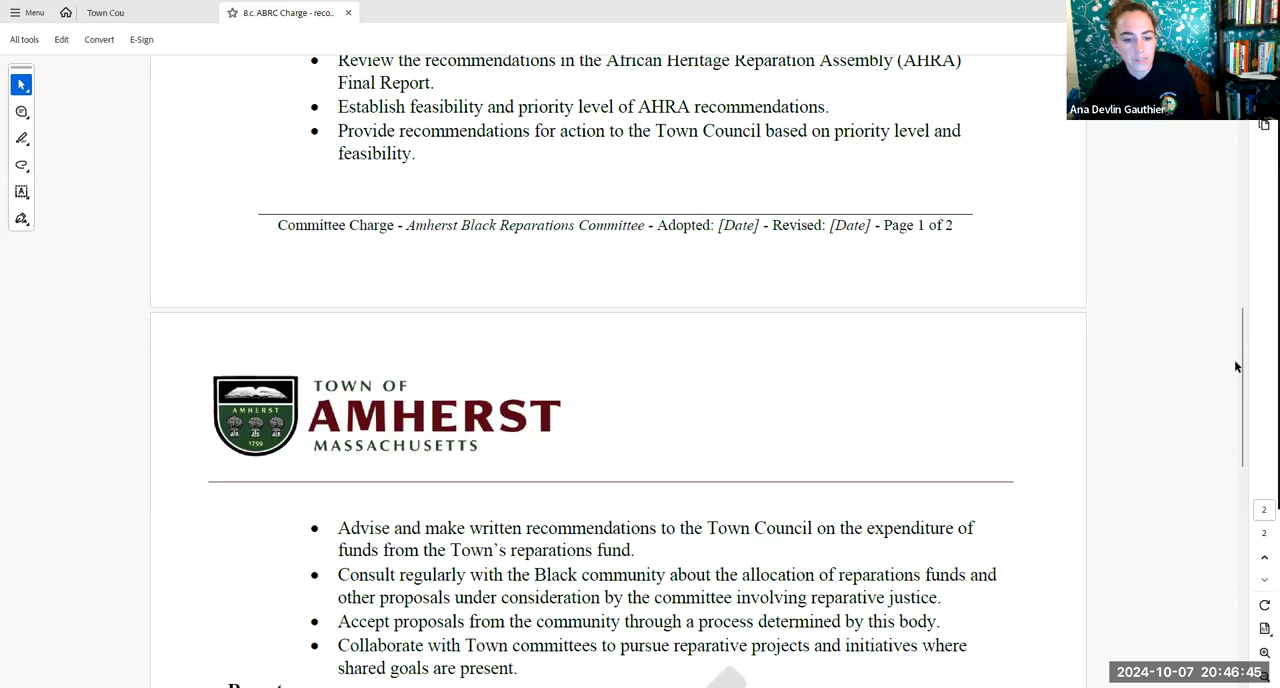 Menu
Town Cou
8.c. ABRC Charge - reco...
All tools
Edit
Convert
E-Sign
Ana Devlin Gauthier
Review the recommendations in the African Heritage Reparation Assembly (AHRA)
Final Report.
Establish feasibility and priority level of AHRA recommendations.
Provide recommendations for action to the Town Council based on priority level and
feasibility.
Committee Charge - Amherst Black Reparations Committee - Adopted: [Date] - Revised: [Date] - Page 1 of 2
AMHERST
1759
TOWN OF
AMHERST
MASSACHUSETTS
Advise and make written recommendations to the Town Council on the expenditure of
funds from the Town’s reparations fund.
Consult regularly with the Black community about the allocation of reparations funds and
other proposals under consideration by the committee involving reparative justice.
Accept proposals from the community through a process determined by this body.
Collaborate with Town committees to pursue reparative projects and initiatives where
shared goals are present.
2
2
2024-10-07 20:46:45